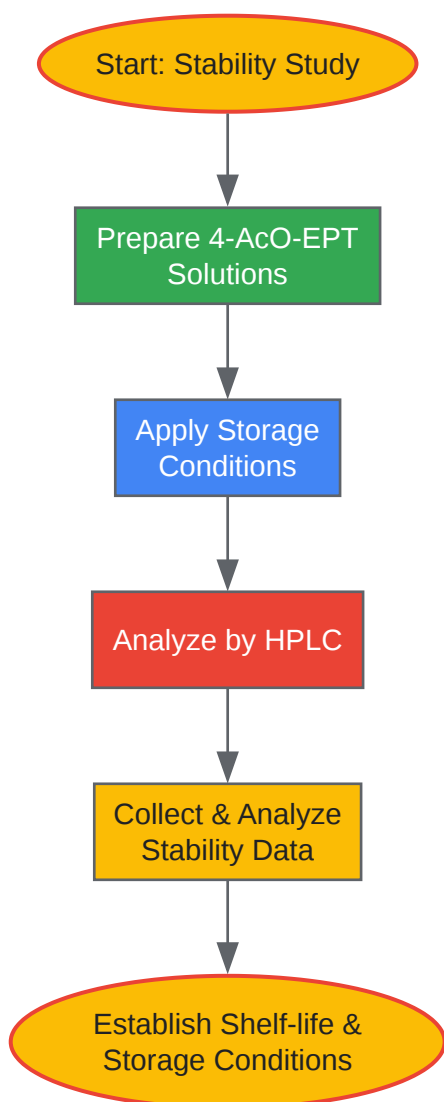 Start: Stability Study
Prepare 4-AcO-EPT
Solutions
Apply Storage
Conditions
Analyze by HPLC
Collect & Analyze
Stability Data
Establish Shelf-life &
Storage Conditions